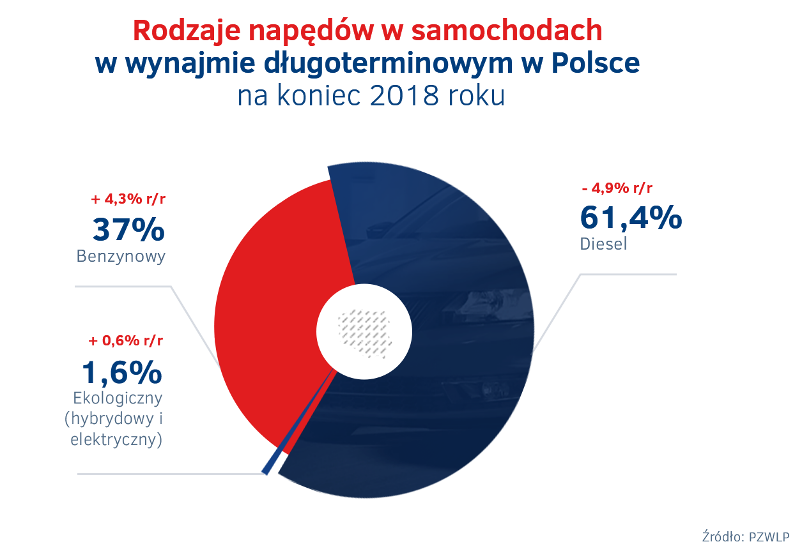 Rodzaje napędów w samochodach
w wynajmie długoterminowym w Polsce
na koniec 2018 roku
+ 4,3% r/r
37%
Benzynowy
- 4,9% r/r
61,4%
Diesel
+ 0,6% r/r
1,6%
Ekologiczny
(hybrydowy i
elektryczny)
Źródło: PZWLP